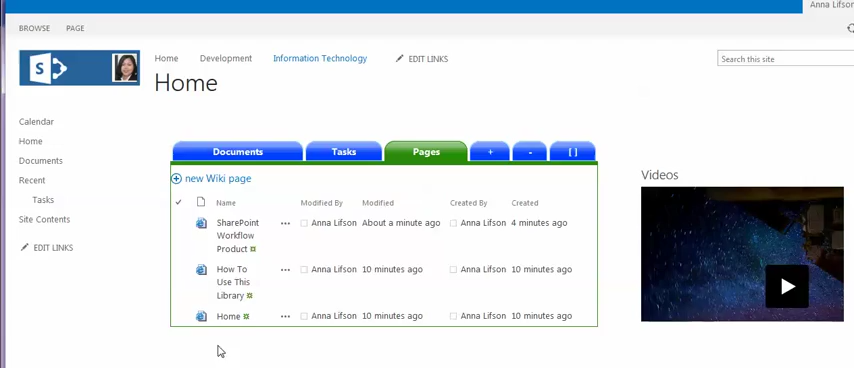 Anna Lifson
BROWSE PAGE
S
Home Development Information Technology EDIT LINKS
Search this site
Home
Calendar
Home
Documents
Recent
Tasks
Site Contents
EDIT LINKS
Documents Tasks Pages + - [ ]
new Wiki page
Name Modified By Modified Created By Created
SharePoint Workflow Product ... Anna Lifson About a minute ago Anna Lifson 4 minutes ago
How To Use This Library ... Anna Lifson 10 minutes ago Anna Lifson 10 minutes ago
Home ... Anna Lifson 10 minutes ago Anna Lifson 10 minutes ago
Videos